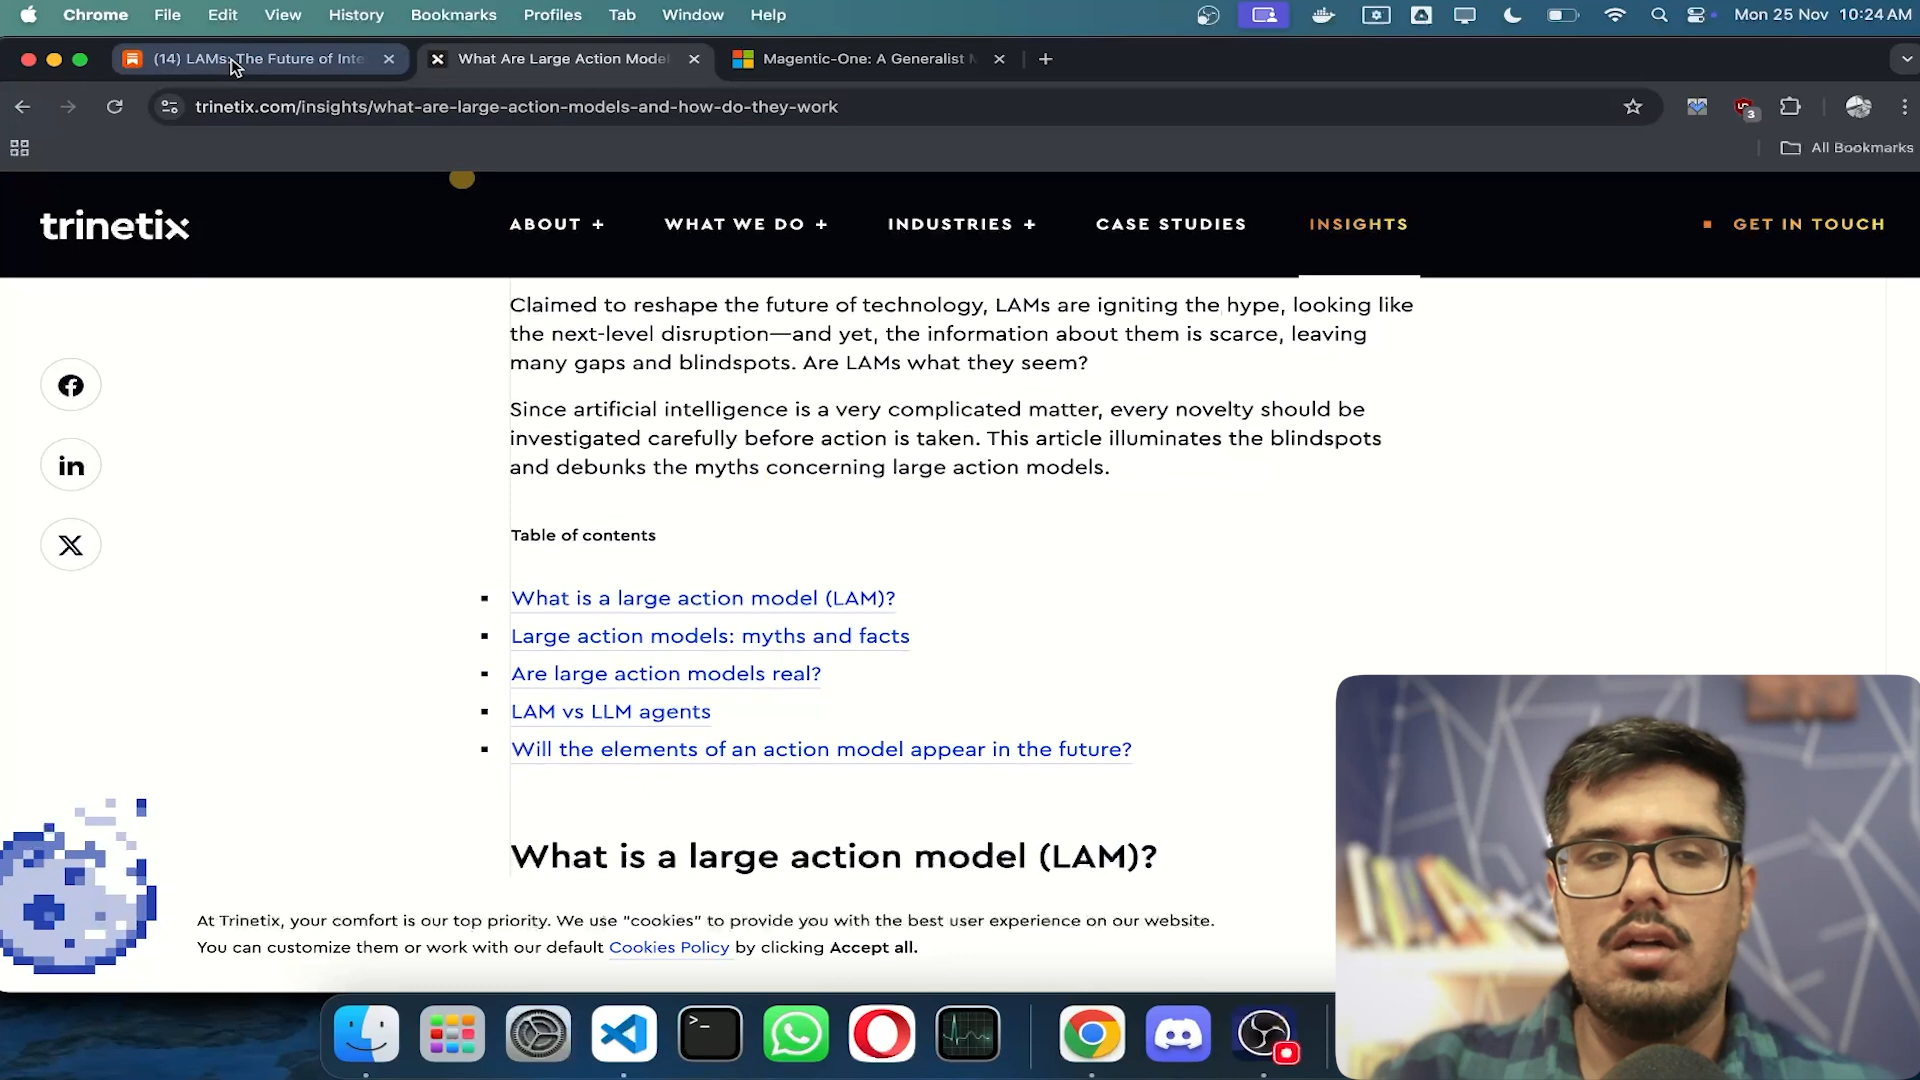 Chrome File Edit View History Bookmarks Profiles Tab Window Help Mon 25 Nov 10:24 AM
(14) LAMs: The Future of Inte What Are Large Action Model Magentic-One: A Generalist
trinetix.com/insights/what-are-large-action-models-and-how-do-they-work 3
All Bookmarks
trinetix ABOUT + WHAT WE DO + INDUSTRIES + CASE STUDIES INSIGHTS GET IN TOUCH
Claimed to reshape the future of technology, LAMs are igniting the hype, looking like
the next-level disruption—and yet, the information about them is scarce, leaving
many gaps and blindspots. Are LAMs what they seem?
Since artificial intelligence is a very complicated matter, every novelty should be
investigated carefully before action is taken. This article illuminates the blindspots
and debunks the myths concerning large action models.
Table of contents
What is a large action model (LAM)?
Large action models: myths and facts
Are large action models real?
LAM vs LLM agents
Will the elements of an action model appear in the future?
What is a large action model (LAM)?
At Trinetix, your comfort is our top priority. We use "cookies" to provide you with the best user experience on our website.
You can customize them or work with our default Cookies Policy by clicking Accept all.